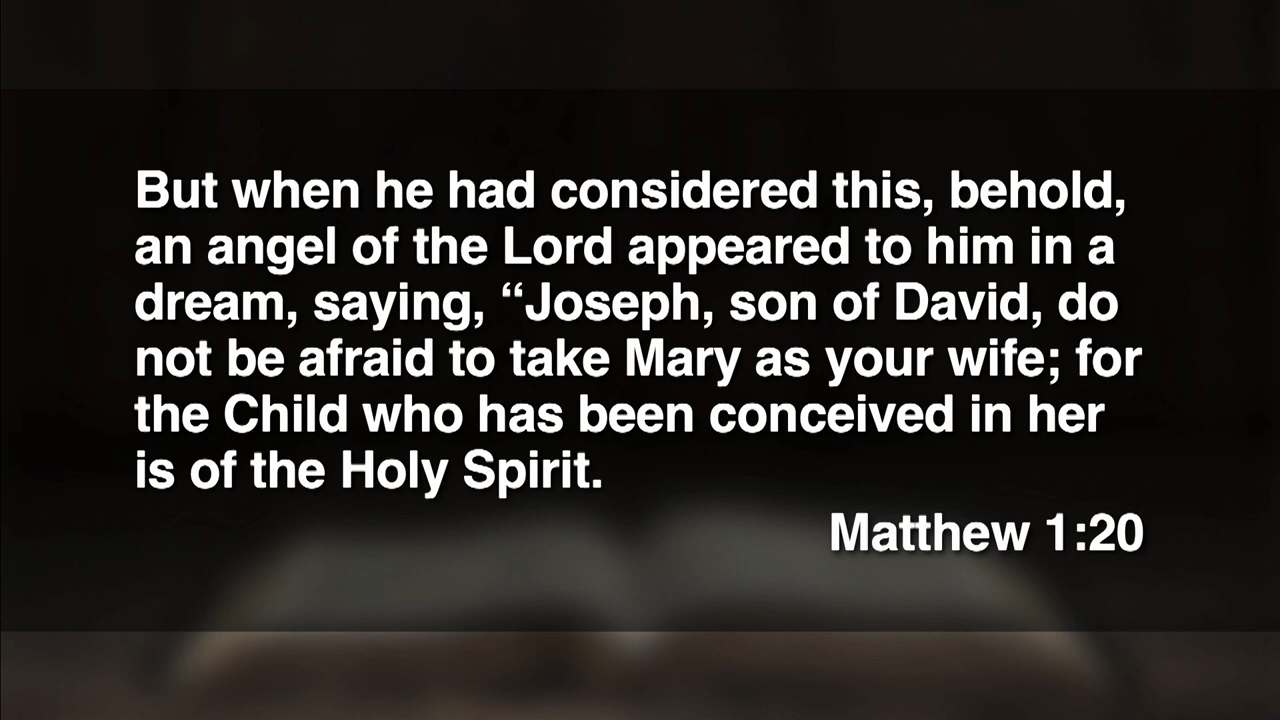 But when he had considered this, behold,
an angel of the Lord appeared to him in a
dream, saying, “Joseph, son of David, do
not be afraid to take Mary as your wife; for
the Child who has been conceived in her
is of the Holy Spirit.
Matthew 1:20